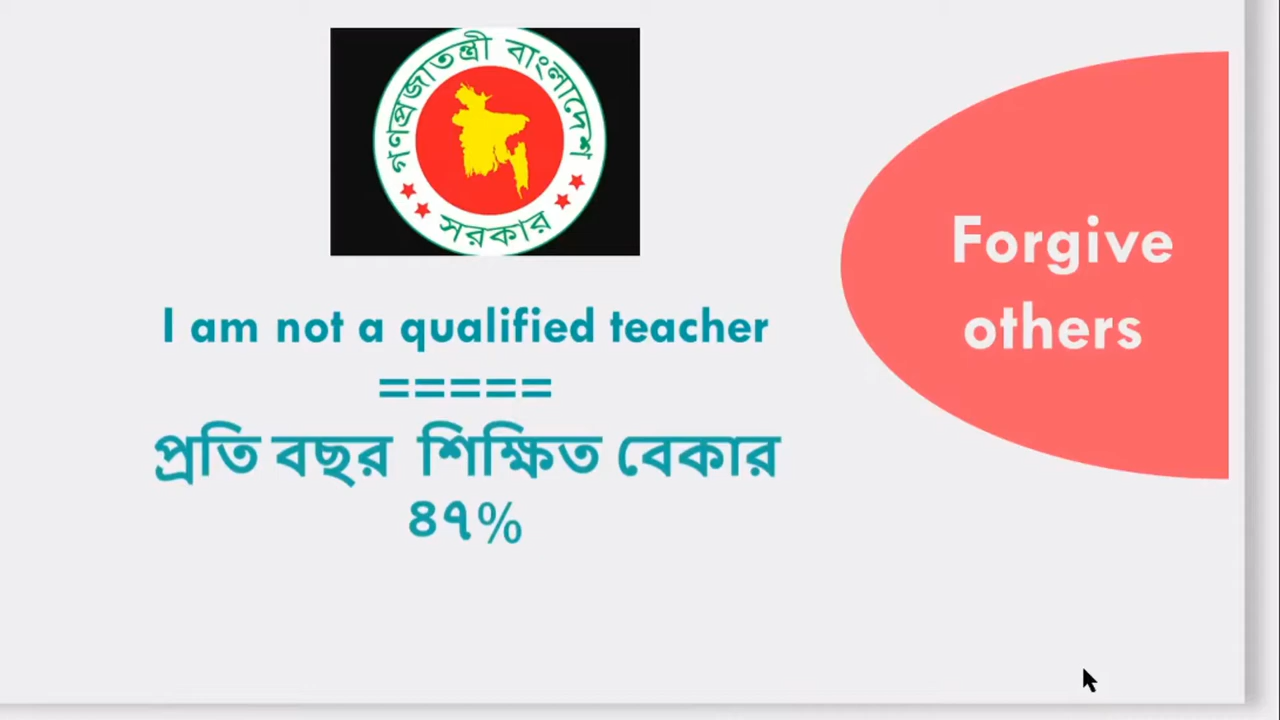 গণপ্রজাতন্ত্রী বাংলাদেশ
সরকার
I am not a qualified teacher
=====
প্রতি বছর শিক্ষিত বেকার
৪৭%
Forgive
others